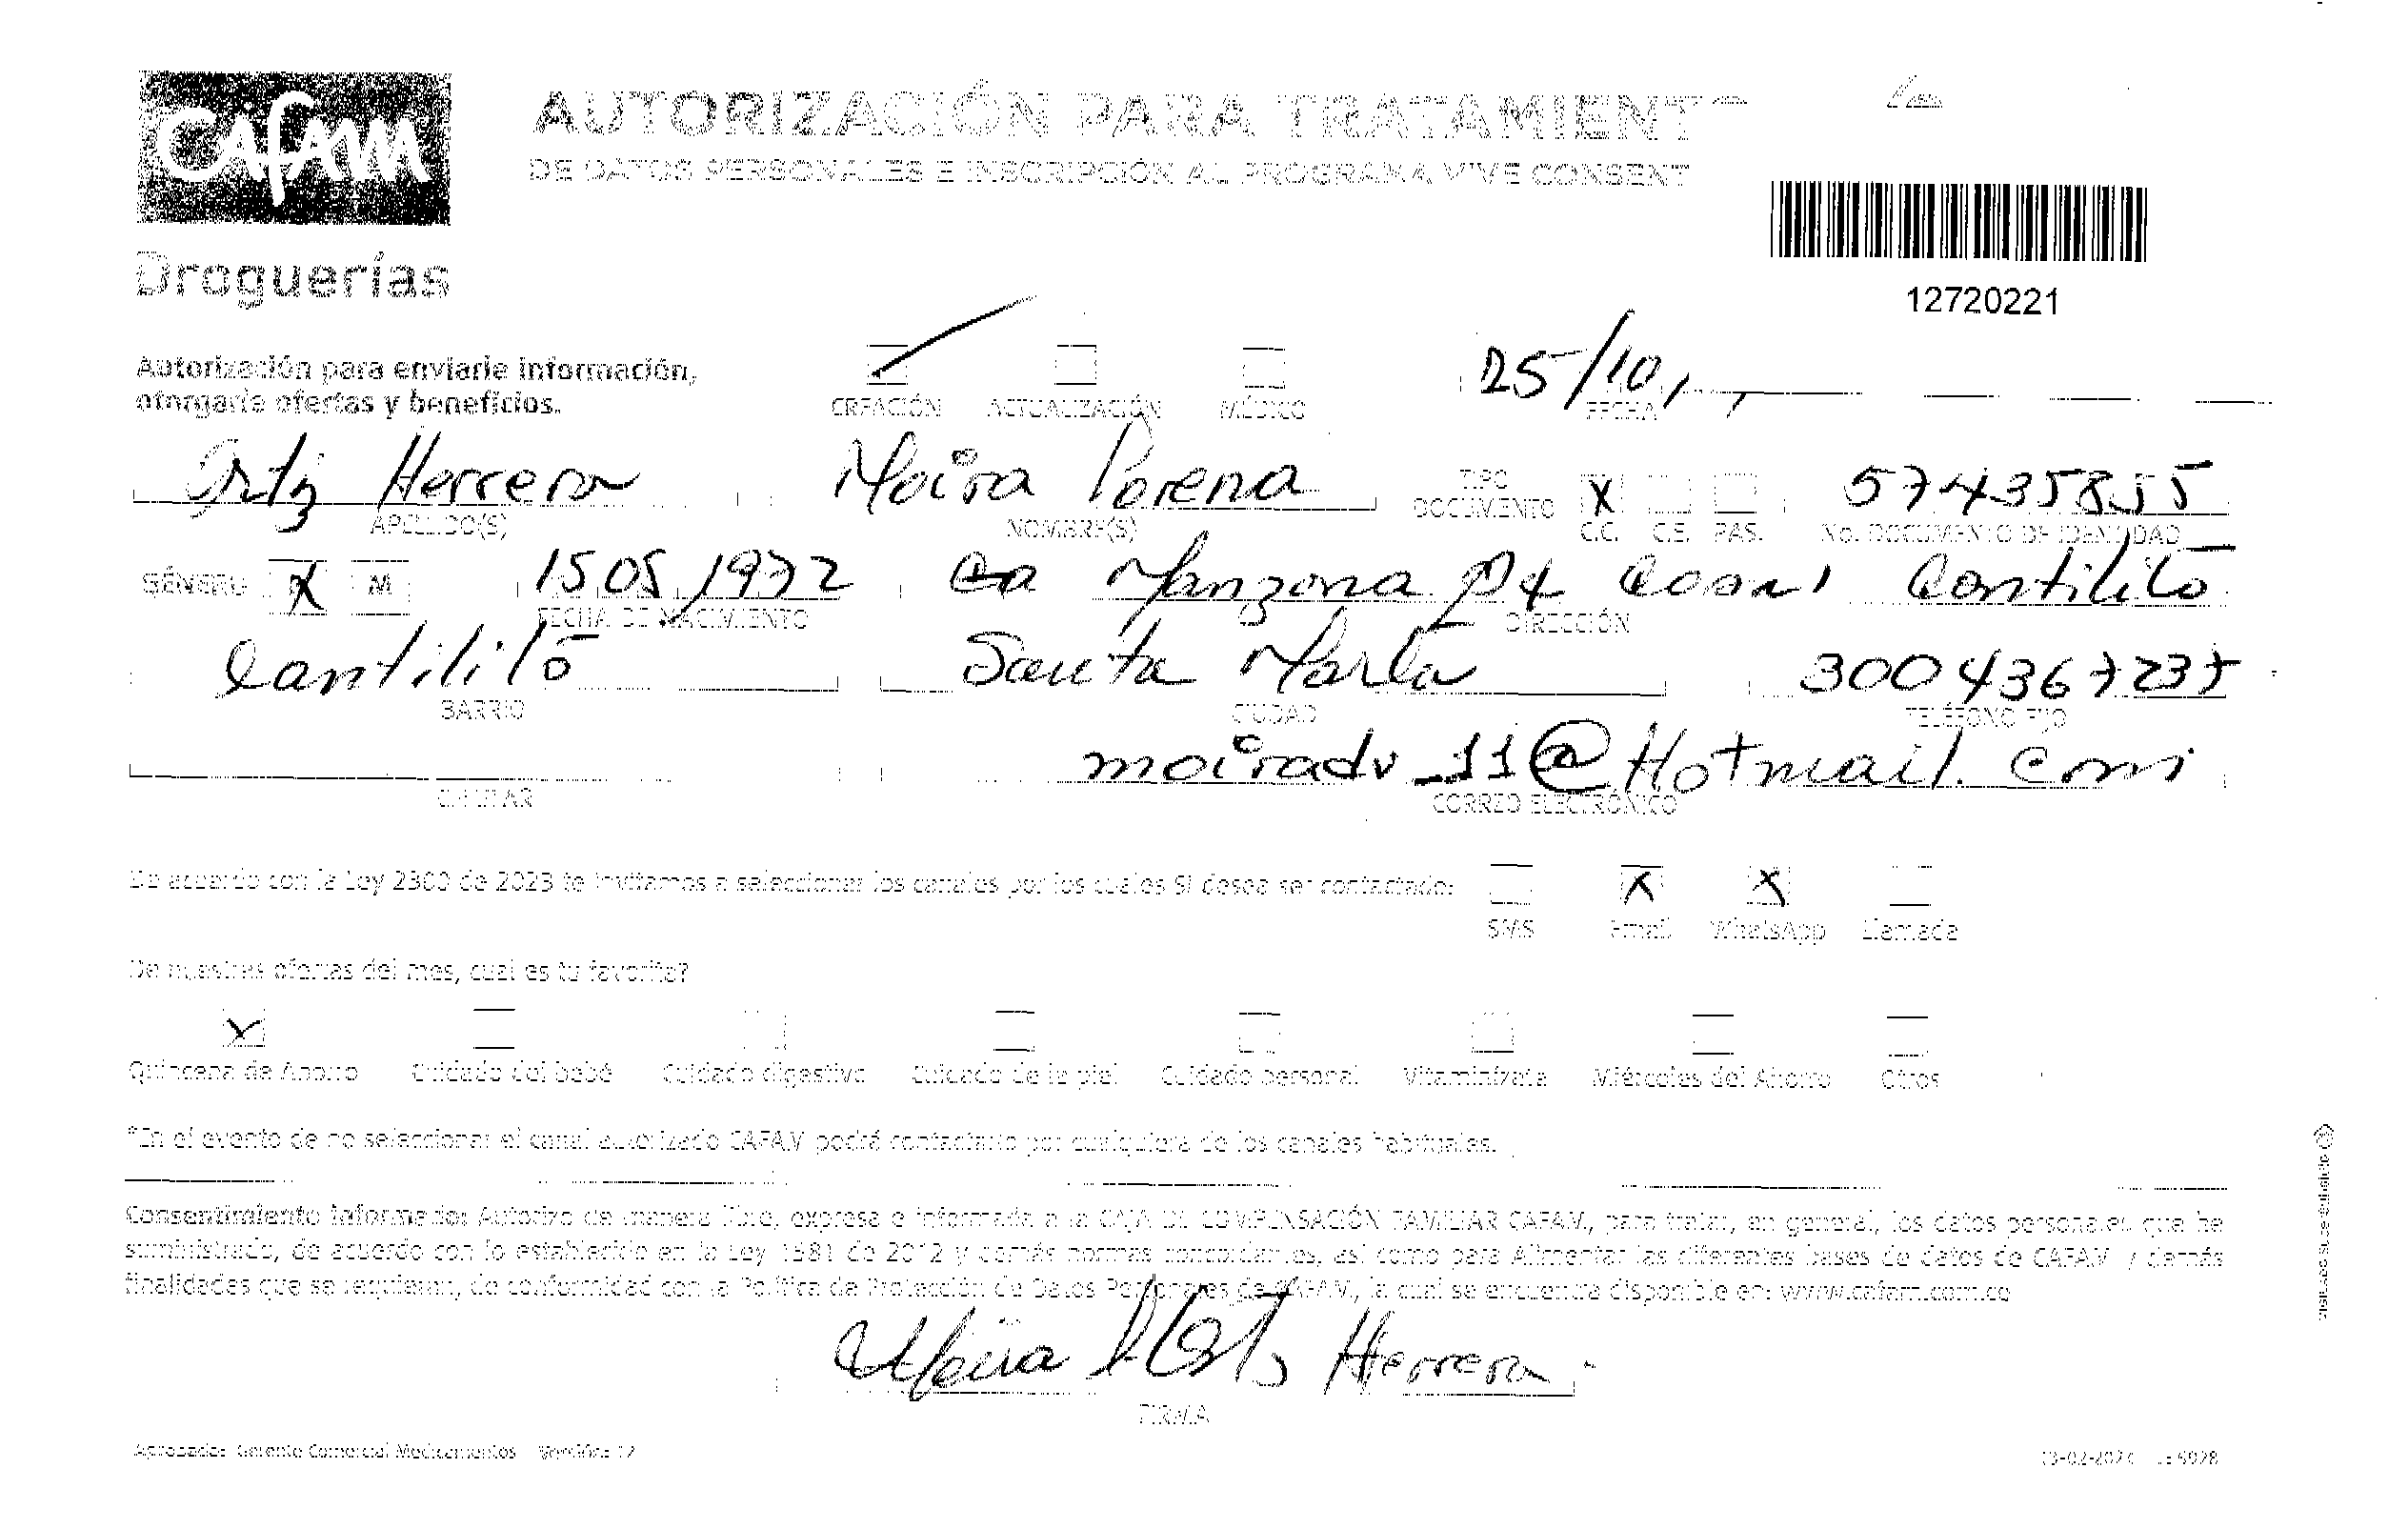 CAfAM
AUTORIZACIÓN PARA TRATAMIENT
DE DATOS PERSONALES E INSCRIPCIÓN AL PROGRAMA VIVE CONSENT
Droguerías
12720221
Autorización para enviarle información,
otorgarle ofertas y beneficios.
CREACIÓN ACTUALIZACIÓN MÉDICO
25/10/
FECHA
Ortiz Herrera Moira Lorena
TIPO DOCUMENTO X 57435855
APELLIDO(S) NOMBRE(S) C.C. C.E. PAS. No. DOCUMENTO DE IDENTIDAD
GÉNERO X M 15 05 1972 Manzana Cantilito
FECHA DE NACIMIENTO DIRECCIÓN
Cantilito Santa Marta 3004367237
BARRIO CIUDAD TELÉFONO FIJO
moiradv_11@Hotmail.com
CELULAR CORREO ELECTRÓNICO
De acuerdo con la Ley 2300 de 2023 te invitamos a seleccionar los canales por los cuales SI desea ser contactado: X X
SMS Email WhatsApp Llamada
De nuestras ofertas del mes, cual es tu favorita?
X
Quincena de Ahorro Cuidado del bebé Cuidado digestivo Cuidado de la piel Cuidado personal Vitamínizate Miércoles del Ahorro Otros
*En el evento de no seleccionar el canal autorizado CAFAM podrá contactarlo por cualquiera de los canales habituales.
Consentimiento informado: Autorizo de manera libre, expresa e informada a la CAJA DE COMPENSACIÓN FAMILIAR CAFAM, para tratar, en general, los datos personales que he
suministrado, de acuerdo con lo establecido en la Ley 1581 de 2012 y demás normas concordantes, así como para Alimentar las diferentes bases de datos de CAFAM y demás
finalidades que se requieran, de conformidad con la Política de Protección de Datos Personales de CAFAM, la cual se encuentra disponible en: www.cafam.com.co
Moira Ortiz Herrera
FIRMA
Aprobado: Gerente Comercial Medicamentos Versión: 12